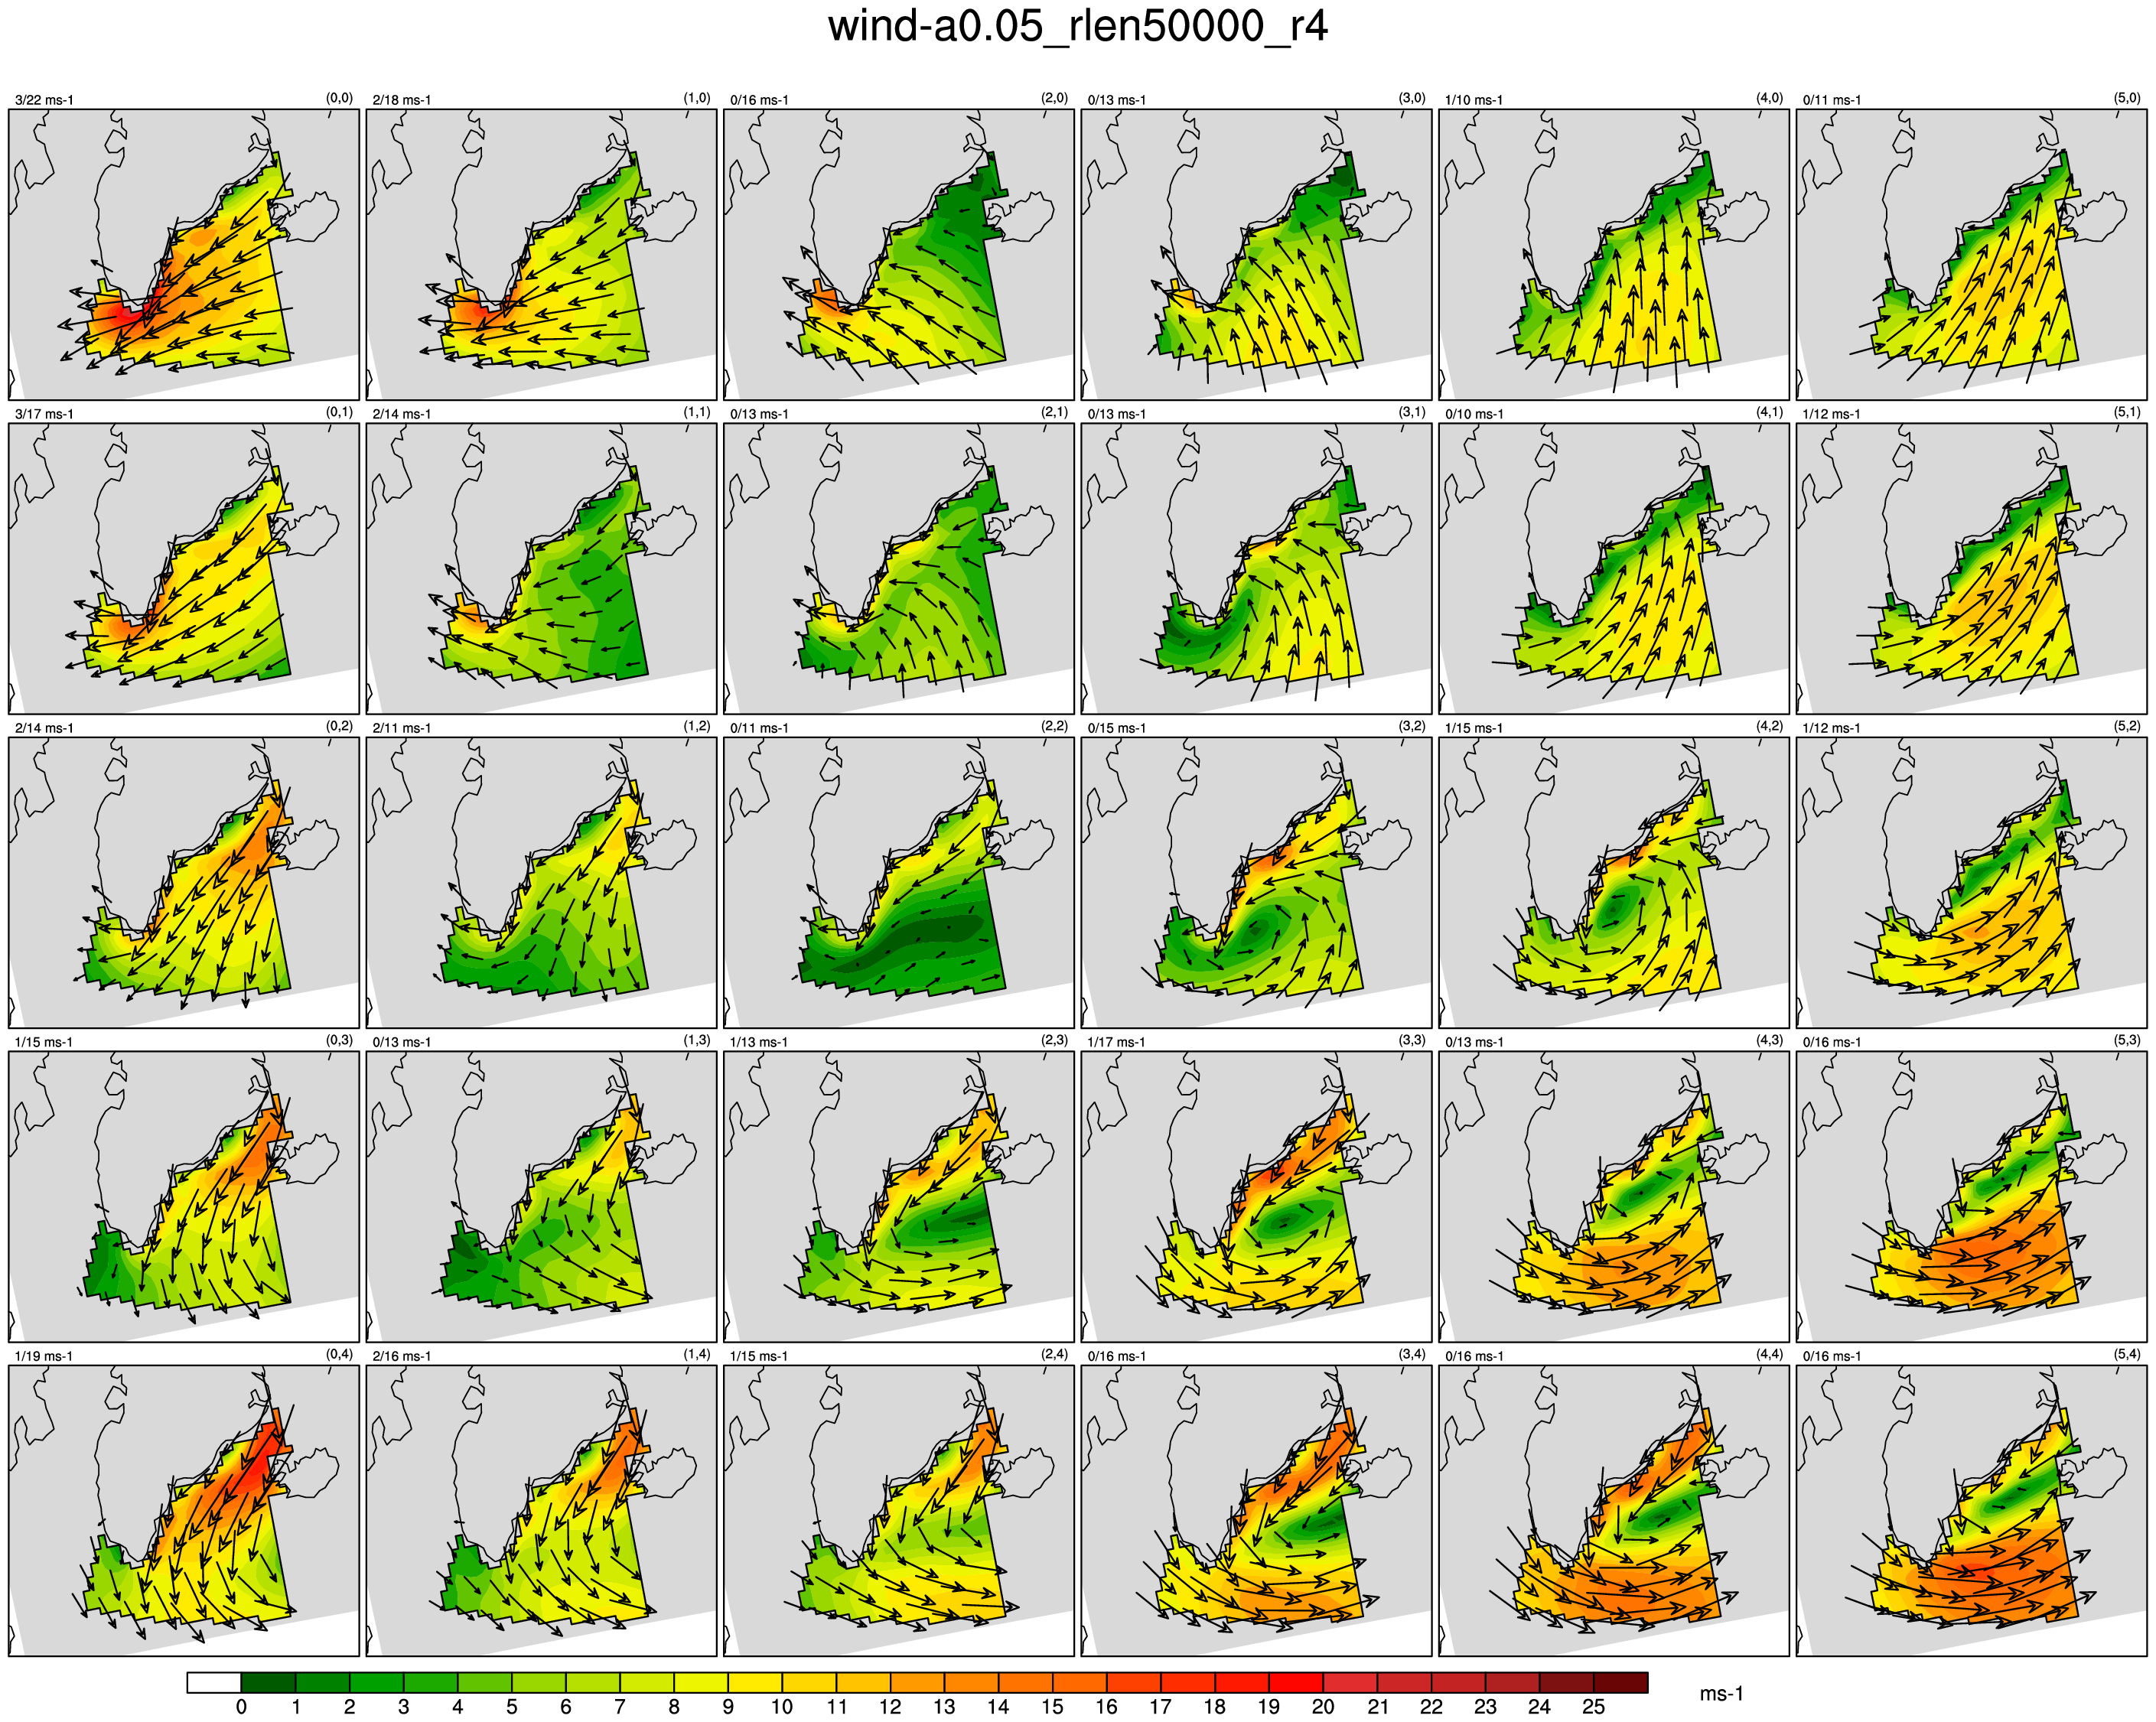 wind-a0.05_rlen50000_r4
3/22 ms-1 (0,0) 2/18 ms-1 (1,0) 0/16 ms-1 (2,0) 0/13 ms-1 (3,0) 1/10 ms-1 (4,0) 0/11 ms-1 (5,0)
3/17 ms-1 (0,1) 2/14 ms-1 (1,1) 0/13 ms-1 (2,1) 0/13 ms-1 (3,1) 0/10 ms-1 (4,1) 1/12 ms-1 (5,1)
2/14 ms-1 (0,2) 2/11 ms-1 (1,2) 0/11 ms-1 (2,2) 0/15 ms-1 (3,2) 1/15 ms-1 (4,2) 1/12 ms-1 (5,2)
1/15 ms-1 (0,3) 0/13 ms-1 (1,3) 1/13 ms-1 (2,3) 1/17 ms-1 (3,3) 0/13 ms-1 (4,3) 0/16 ms-1 (5,3)
1/19 ms-1 (0,4) 2/16 ms-1 (1,4) 1/15 ms-1 (2,4) 0/16 ms-1 (3,4) 0/16 ms-1 (4,4) 0/16 ms-1 (5,4)
0 1 2 3 4 5 6 7 8 9 10 11 12 13 14 15 16 17 18 19 20 21 22 23 24 25 ms-1